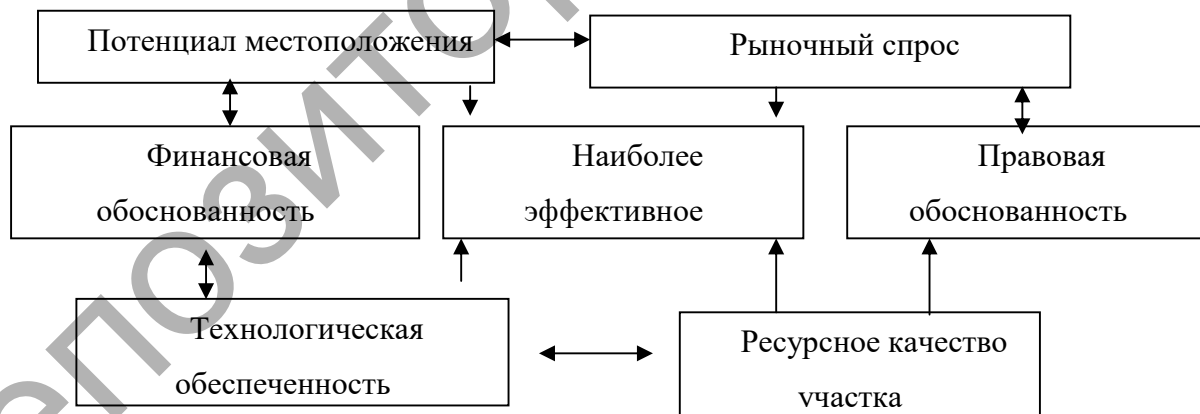 Потенциал местоположения
Рыночный спрос
Финансовая
обоснованность
Наиболее
эффективное
Правовая
обоснованность
Технологическая
обеспеченность
Ресурсное качество
участка